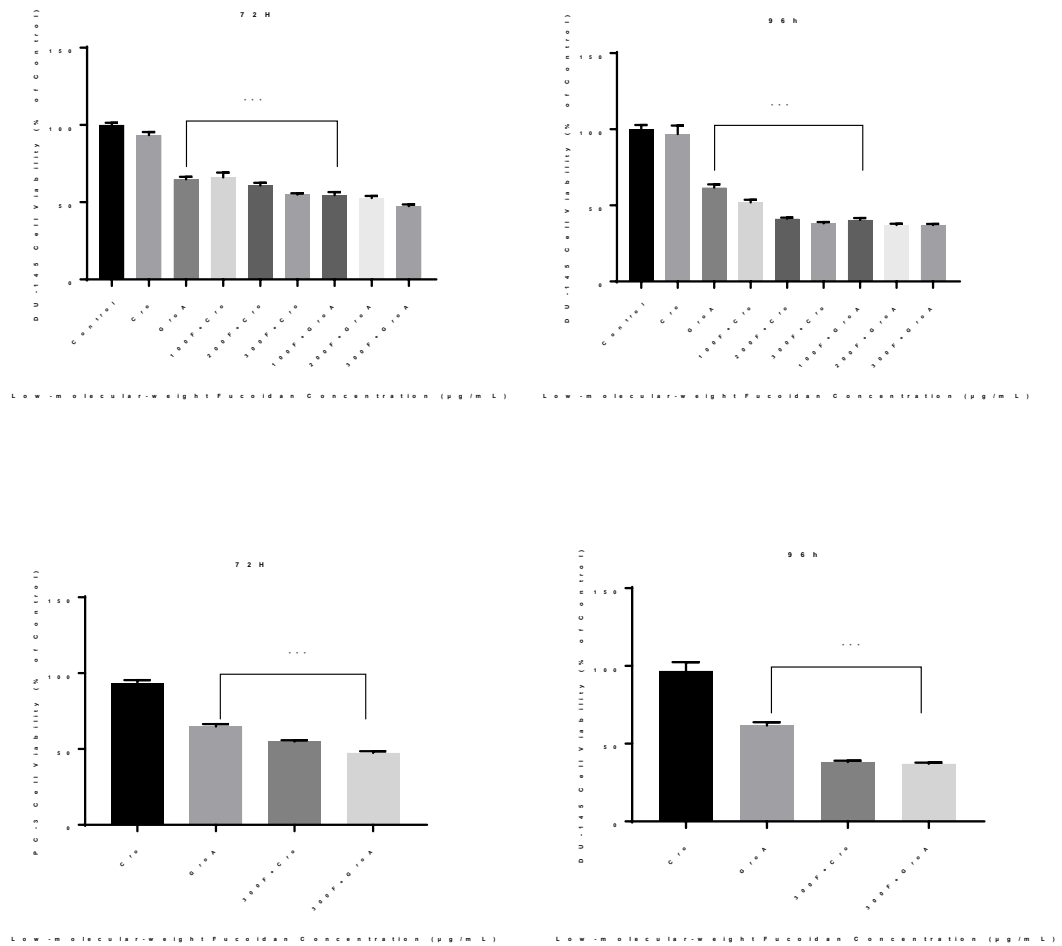 72H
DU-145 Cell Viability (% of Control)
150
100
50
0
***
Control
Cro
GroA
100F+Cro
200F+Cro
300F+Cro
100F+GroA
200F+GroA
300F+GroA
Low-molecular-weight Fucoidan Concentration (µg/mL)
96h
DU-145 Cell Viability (% of Control)
150
100
50
0
***
Control
Cro
GroA
100F+Cro
200F+Cro
300F+Cro
100F+GroA
200F+GroA
300F+GroA
Low-molecular-weight Fucoidan Concentration (µg/mL)
72H
PC-3 Cell Viability (% of Control)
150
100
50
0
***
Cro
GroA
300F+Cro
300F+GroA
Low-molecular-weight Fucoidan Concentration (µg/mL)
96h
DU-145 Cell Viability (% of Control)
150
100
50
0
***
Cro
GroA
300F+Cro
300F+GroA
Low-molecular-weight Fucoidan Concentration (µg/mL)